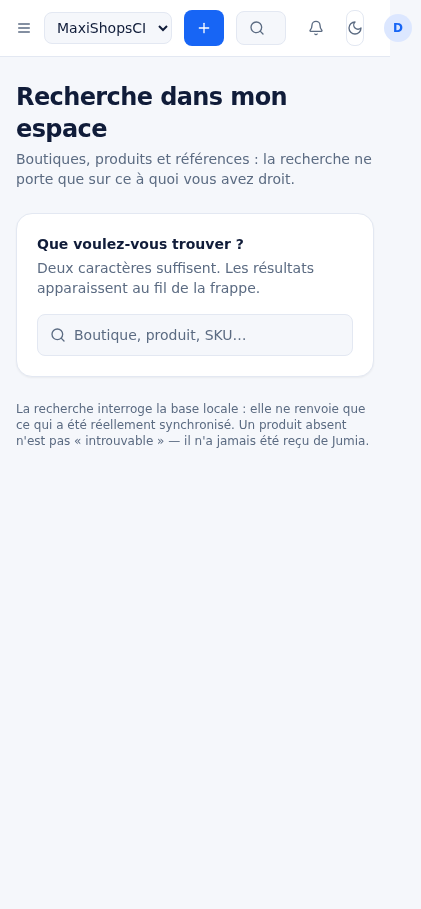 MaxiShopsCI
D
Recherche dans mon
espace
Boutiques, produits et références : la recherche ne
porte que sur ce à quoi vous avez droit.
Que voulez-vous trouver ?
Deux caractères suffisent. Les résultats
apparaissent au fil de la frappe.
Boutique, produit, SKU…
La recherche interroge la base locale : elle ne renvoie que
ce qui a été réellement synchronisé. Un produit absent
n'est pas « introuvable » — il n'a jamais été reçu de Jumia.